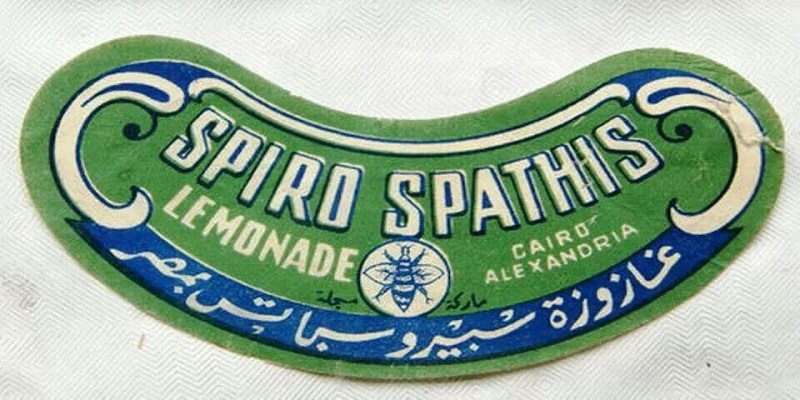 SPIRO SPATHIS
LEMONADE
CAIRO
ALEXANDRIA
ماركة مسجلة
غازوزة سبيرو سباتس بمصر